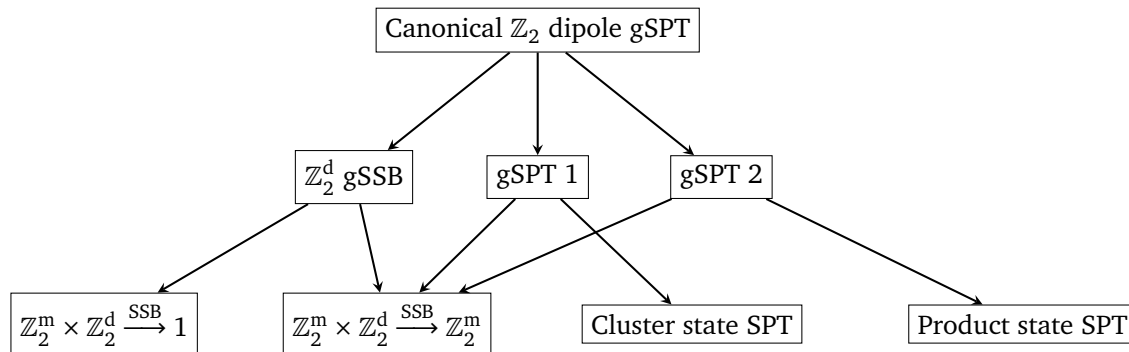 Canonical ℤ₂ dipole gSPT
ℤ₂ᵈ gSSB
gSPT 1
gSPT 2
ℤ₂ᵐ × ℤ₂ᵈ —SSB→ 1
ℤ₂ᵐ × ℤ₂ᵈ —SSB→ ℤ₂ᵐ
Cluster state SPT
Product state SPT